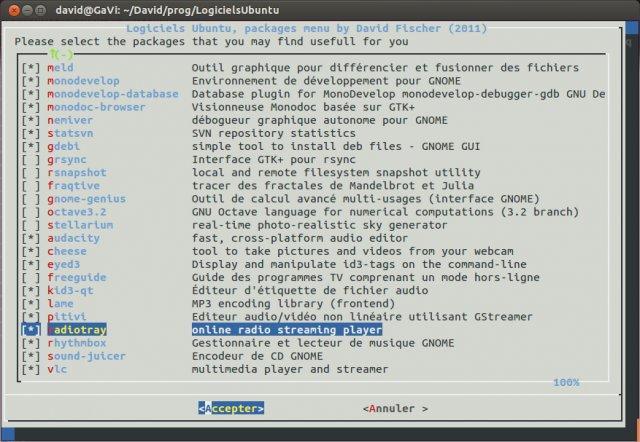 david@GaVi: ~/David/prog/LogicielsUbuntu
Logiciels Ubuntu, packages menu by David Fischer (2011)
Please select the packages that you may find usefull for you
↑(-)
[*] meld Outil graphique pour différencier et fusionner des fichiers
[*] monodevelop Environnement de développement pour GNOME
[*] monodevelop-database Database plugin for MonoDevelop monodevelop-debugger-gdb GNU De
[*] monodoc-browser Visionneuse Monodoc basée sur GTK+
[*] nemiver débogueur graphique autonome pour GNOME
[*] statsvn SVN repository statistics
[*] gdebi simple tool to install deb files - GNOME GUI
[ ] grsync Interface GTK+ pour rsync
[ ] rsnapshot local and remote filesystem snapshot utility
[ ] fraqtive tracer des fractales de Mandelbrot et Julia
[ ] gnome-genius Outil de calcul avancé multi-usages (interface GNOME)
[ ] octave3.2 GNU Octave language for numerical computations (3.2 branch)
[ ] stellarium real-time photo-realistic sky generator
[*] audacity fast, cross-platform audio editor
[*] cheese tool to take pictures and videos from your webcam
[*] eyed3 Display and manipulate id3-tags on the command-line
[ ] freeguide Guide des programmes TV comprenant un mode hors-ligne
[*] kid3-qt Éditeur d'étiquette de fichier audio
[*] lame MP3 encoding library (frontend)
[*] pitivi Editeur audio/vidéo non linéaire utilisant GStreamer
[*] radiotray online radio streaming player
[*] rhythmbox Gestionnaire et lecteur de musique GNOME
[*] sound-juicer Encodeur de CD GNOME
[*] vlc multimedia player and streamer
100%
<Accepter> <Annuler >